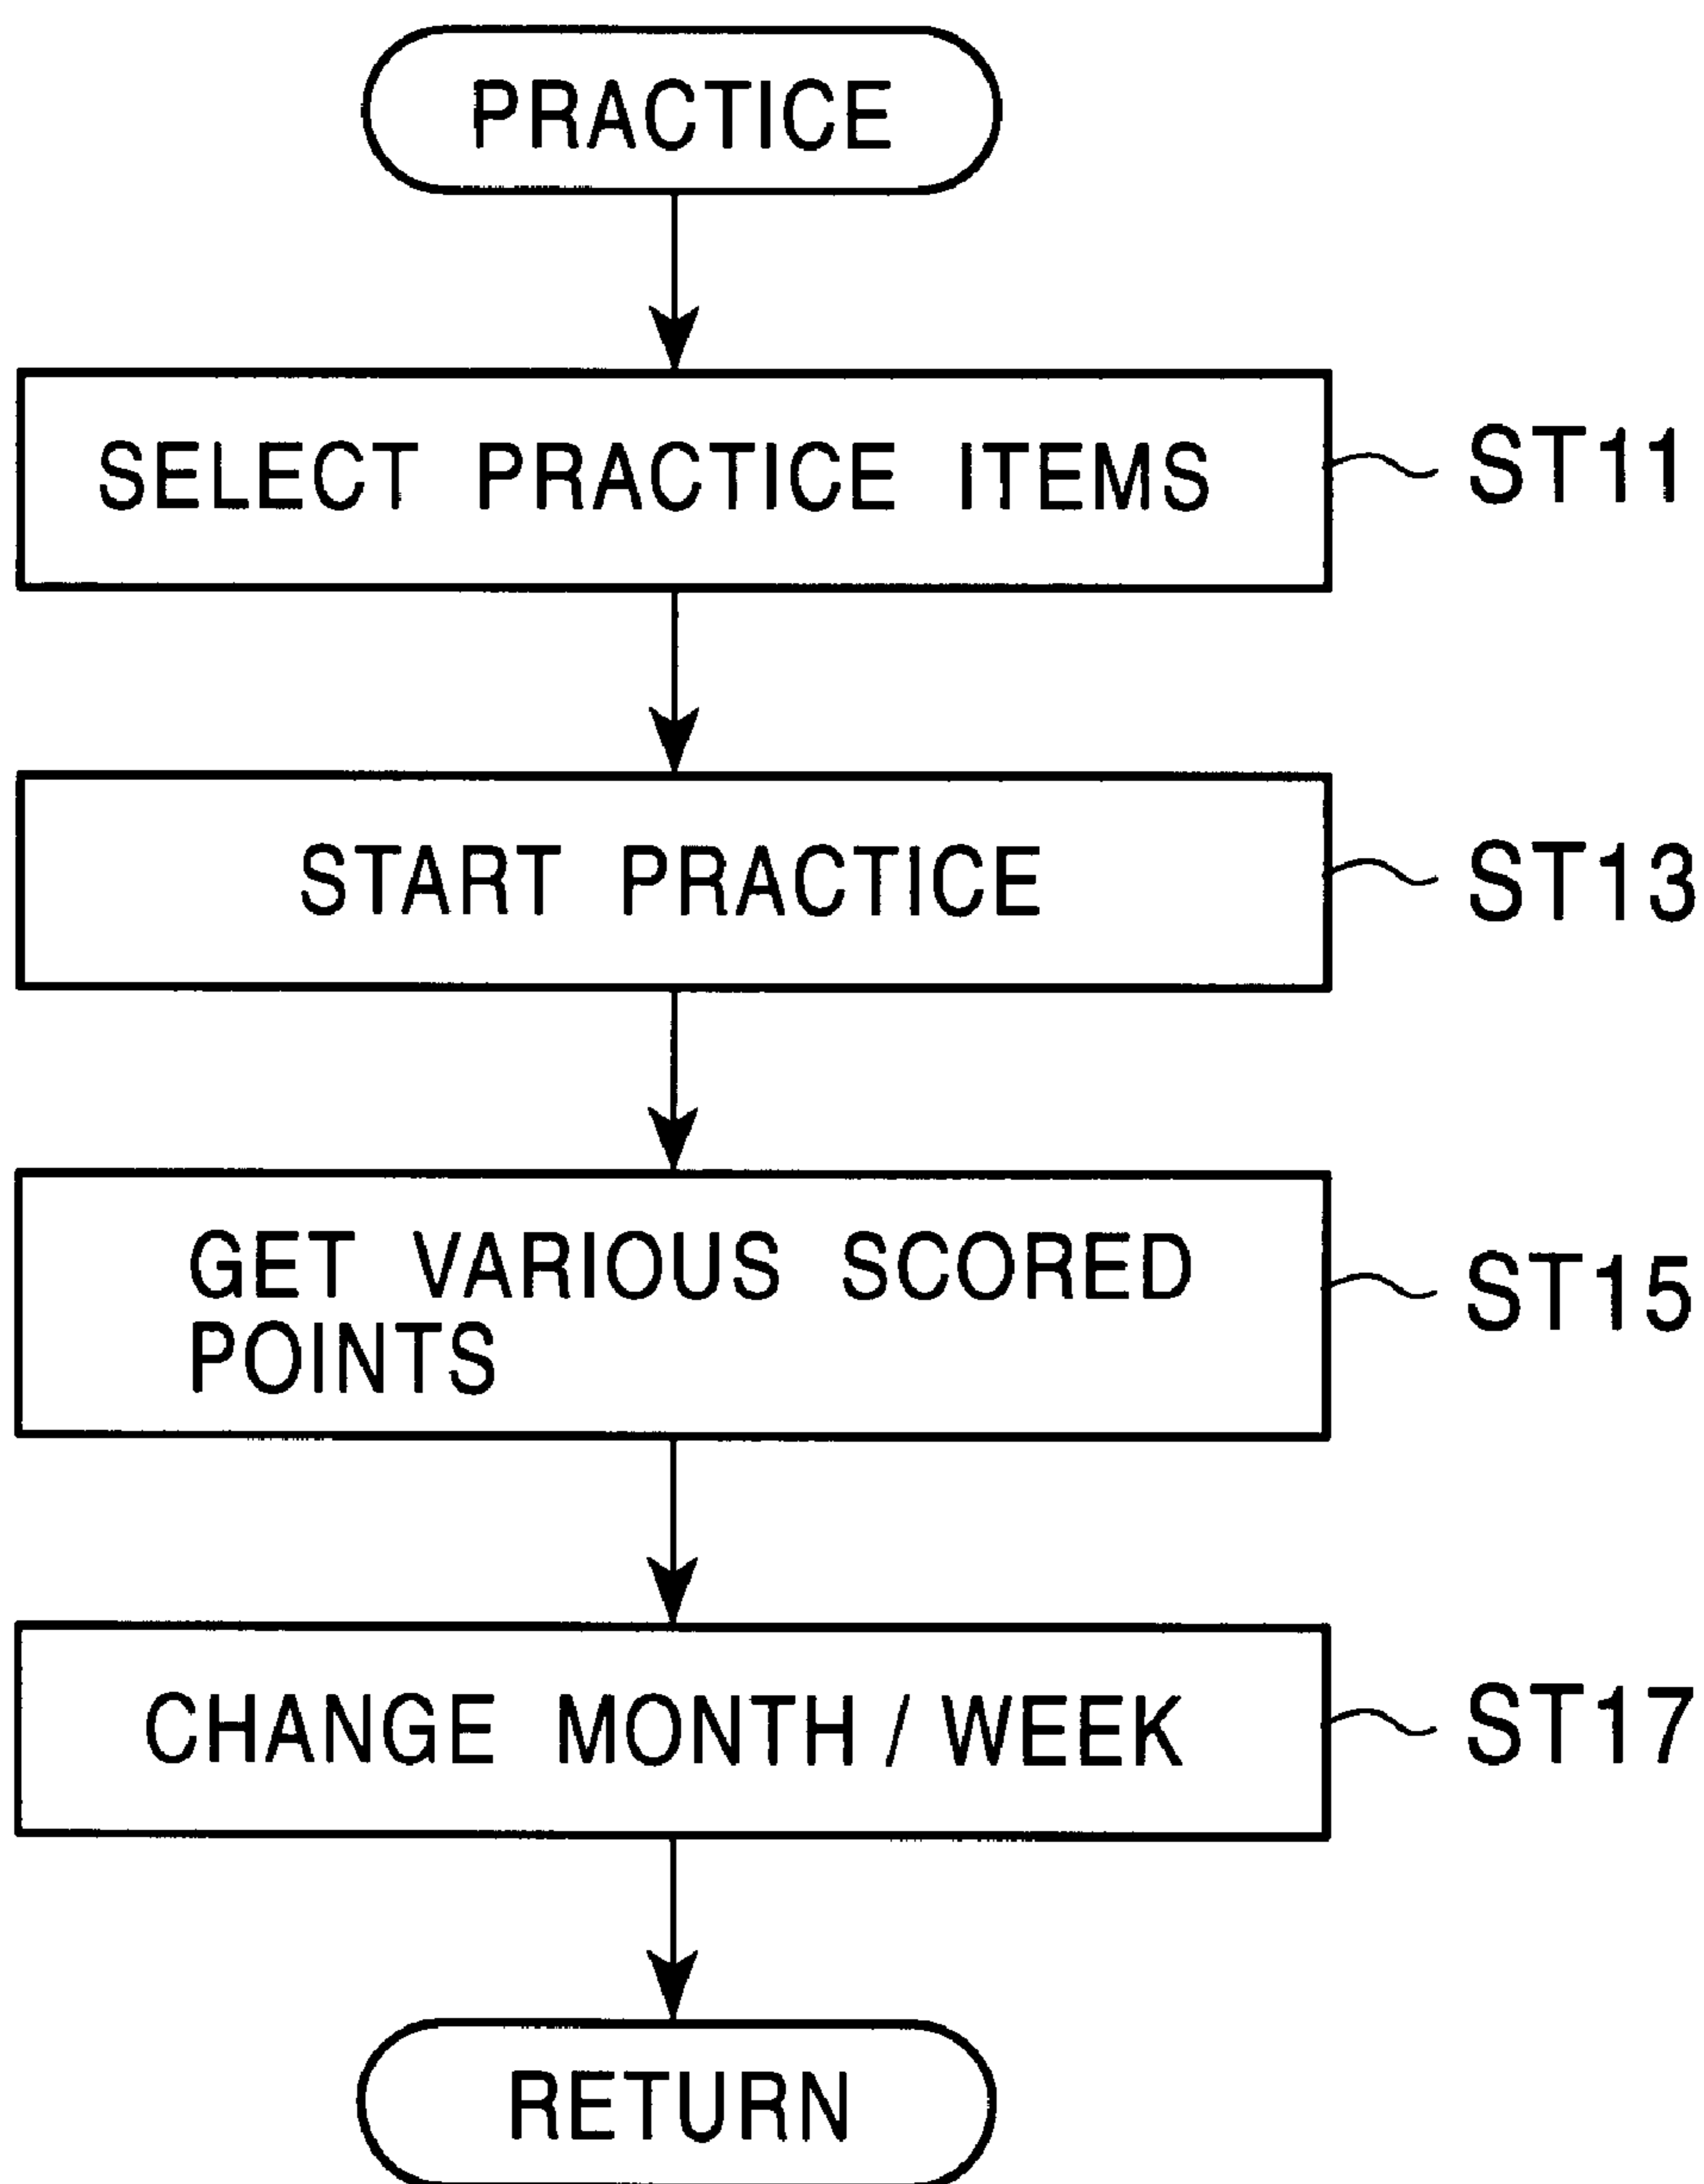 PRACTICE
SELECT PRACTICE ITEMS
ST11
START PRACTICE
ST13
GET VARIOUS SCORED
POINTS
ST15
CHANGE MONTH/WEEK
ST17
RETURN